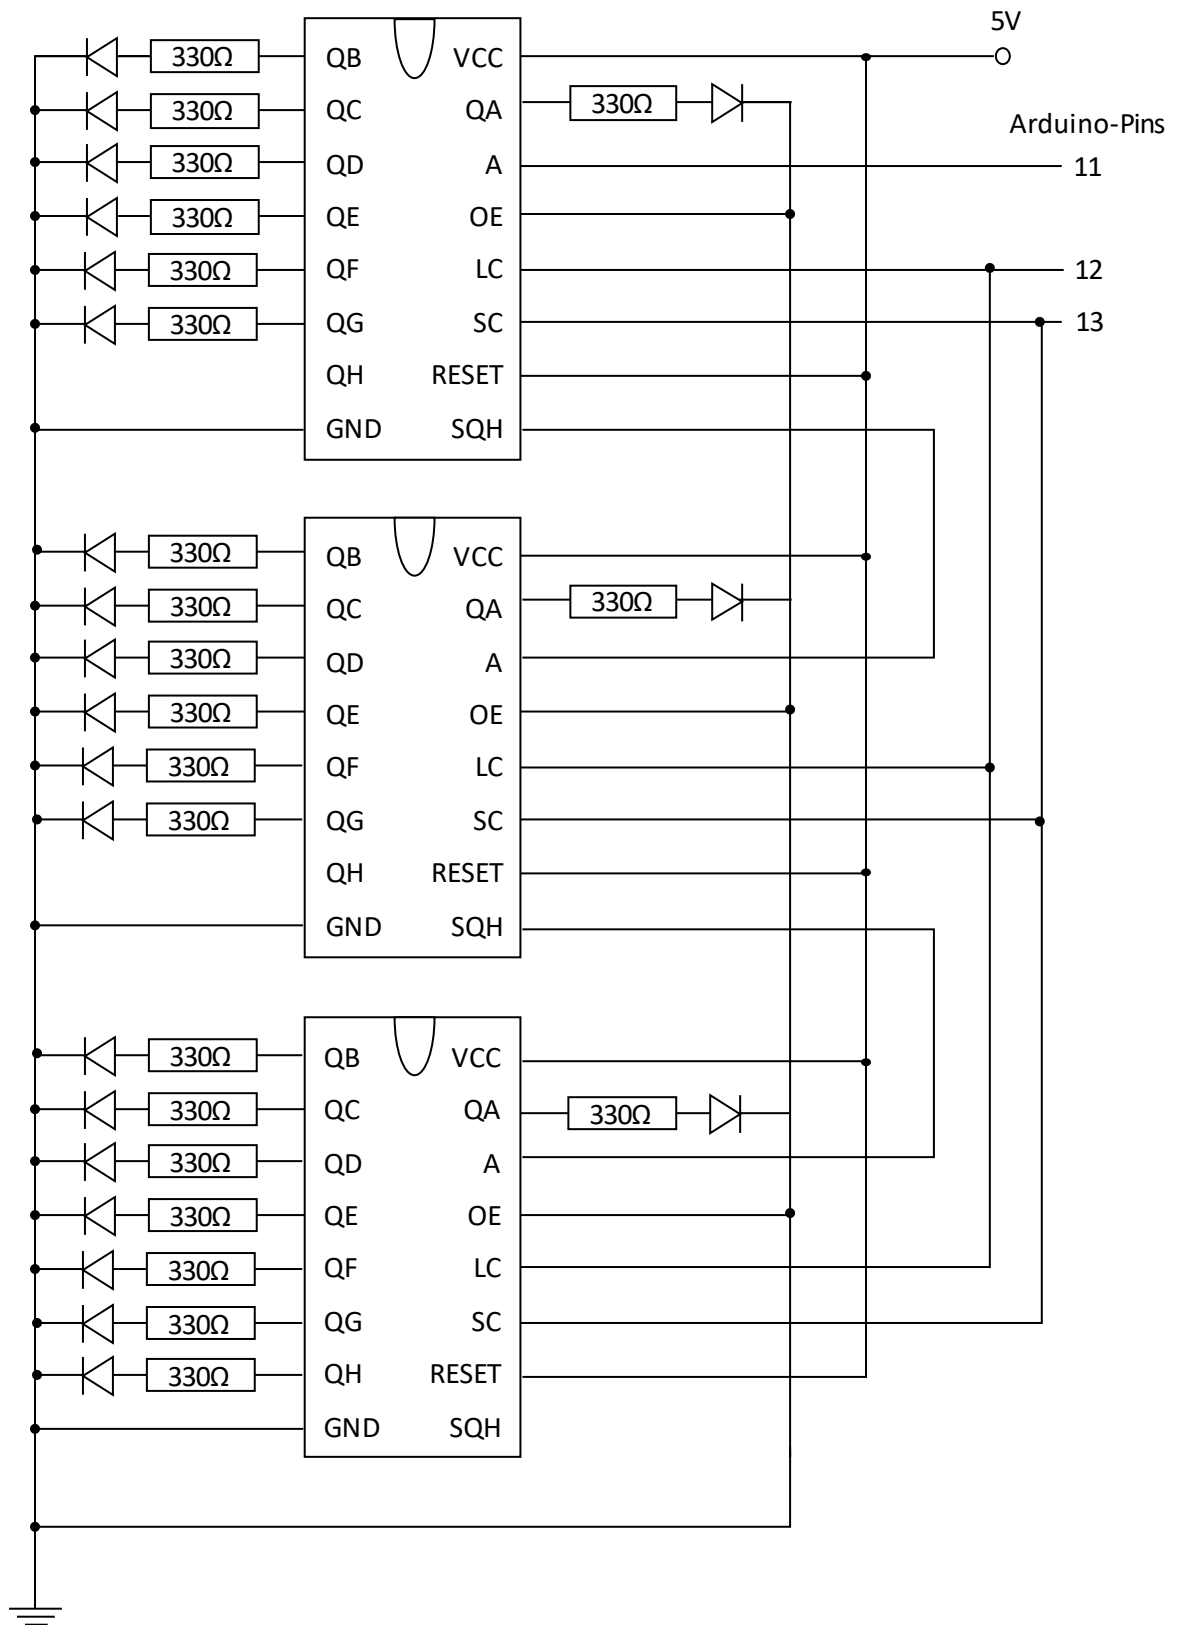 5V
330Ω QB VCC
330Ω QC QA 330Ω
Arduino-Pins
330Ω QD A 11
330Ω QE OE
330Ω QF LC 12
330Ω QG SC 13
QH RESET
GND SQH
330Ω QB VCC
330Ω QC QA 330Ω
330Ω QD A
330Ω QE OE
330Ω QF LC
330Ω QG SC
QH RESET
GND SQH
330Ω QB VCC
330Ω QC QA 330Ω
330Ω QD A
330Ω QE OE
330Ω QF LC
330Ω QG SC
330Ω QH RESET
GND SQH